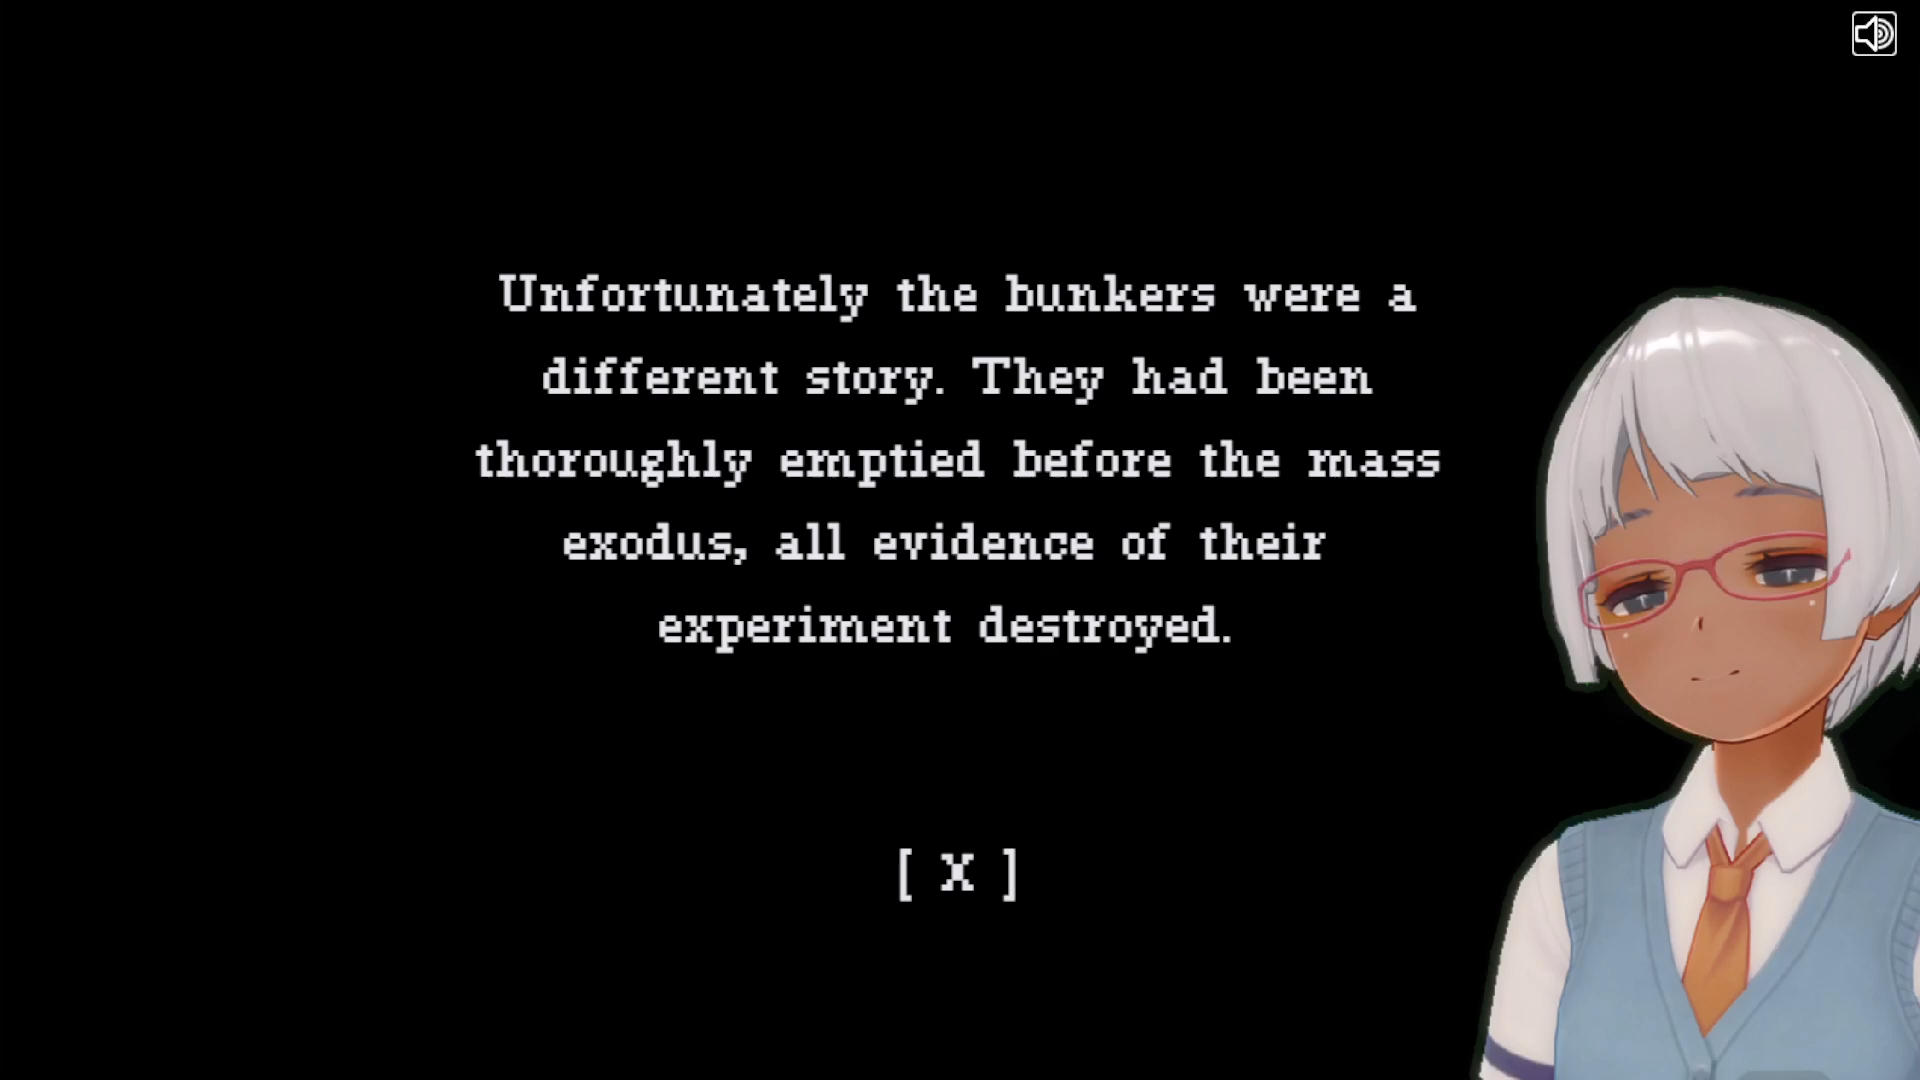 Unfortunately the bunkers were a
different story. They had been
thoroughly emptied before the mass
exodus, all evidence of their
experiment destroyed.
[ X ]